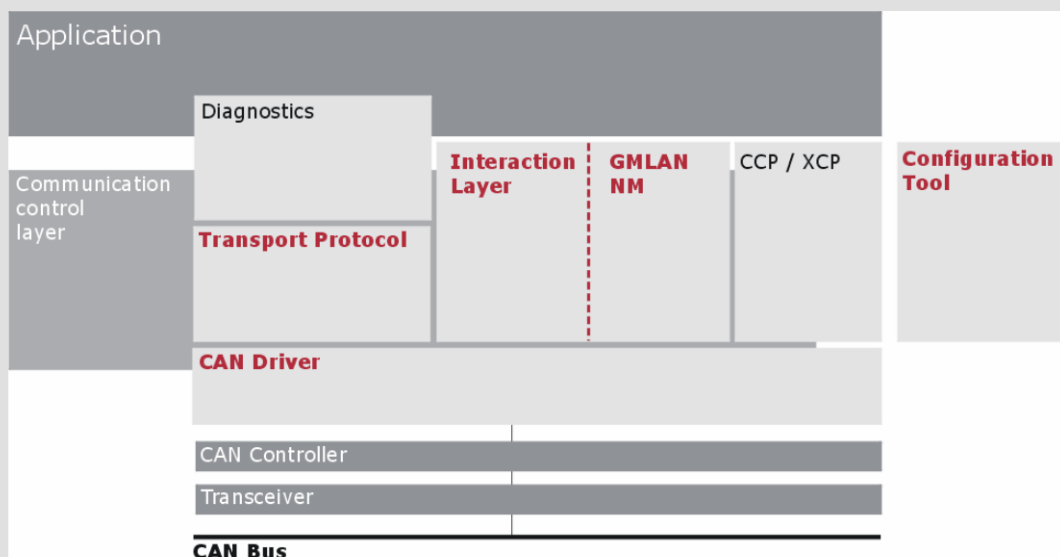 Application
Diagnostics
Interaction
Layer
GMLAN
NM
CCP / XCP
Configuration
Tool
Communication
control
layer
Transport Protocol
CAN Driver
CAN Controller
Transceiver
CAN Bus